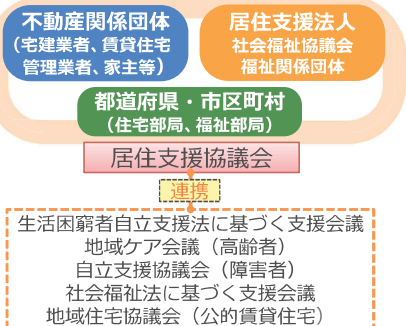 不動産関係団体
（宅建業者、賃貸住宅
管理業者、家主等）
居住支援法人
社会福祉協議会
福祉関係団体
都道府県・市区町村
（住宅部局、福祉部局）
居住支援協議会
連携
生活困窮者自立支援法に基づく支援会議
地域ケア会議（高齢者）
自立支援協議会（障害者）
社会福祉法に基づく支援会議
地域住宅協議会（公的賃貸住宅）